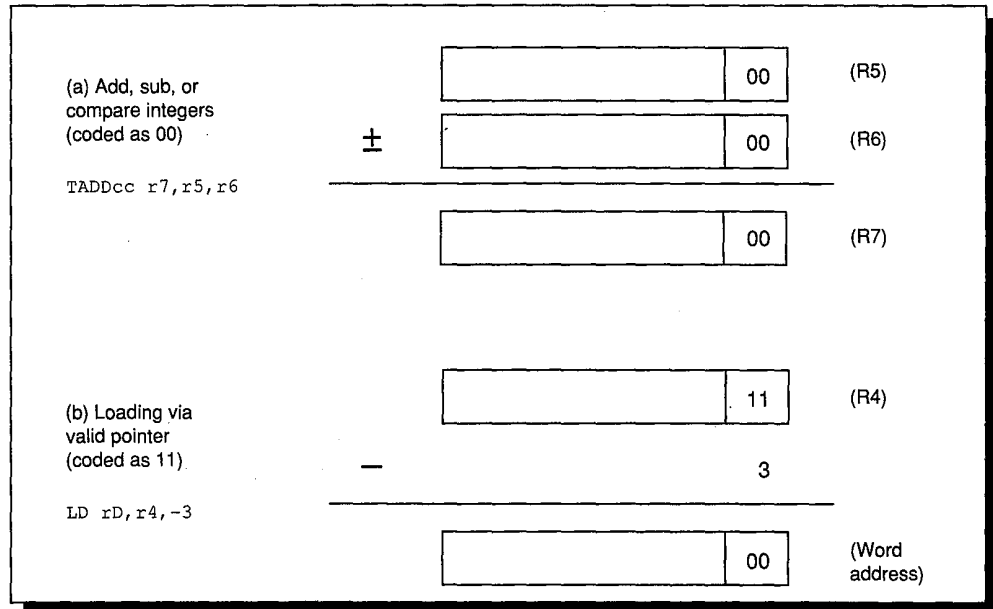 (a) Add, sub, or
compare integers
(coded as 00)
TADDcc r7,r5,r6
00 (R5)
± 00 (R6)
00 (R7)
(b) Loading via
valid pointer
(coded as 11)
LD rD,r4,-3
11 (R4)
— 3
00 (Word
address)